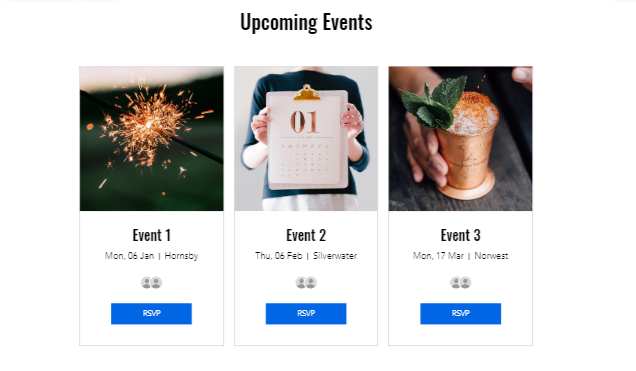 Upcoming Events
01
Event 1
Mon, 06 Jan | Hornsby
RSVP
Event 2
Thu, 06 Feb | Silverwater
RSVP
Event 3
Mon, 17 Mar | Norwest
RSVP